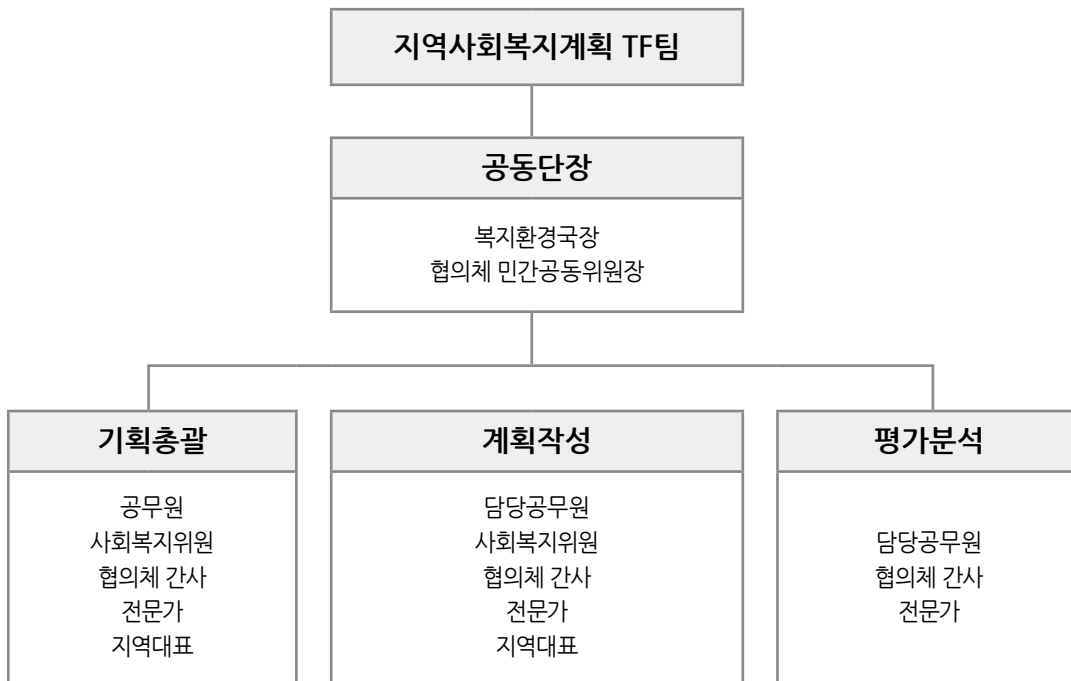 지역사회복지계획 TF팀
공동단장
복지환경국장
협의체 민간공동위원장
기획총괄
공무원
사회복지위원
협의체 간사
전문가
지역대표
계획작성
담당공무원
사회복지위원
협의체 간사
전문가
지역대표
평가분석
담당공무원
협의체 간사
전문가